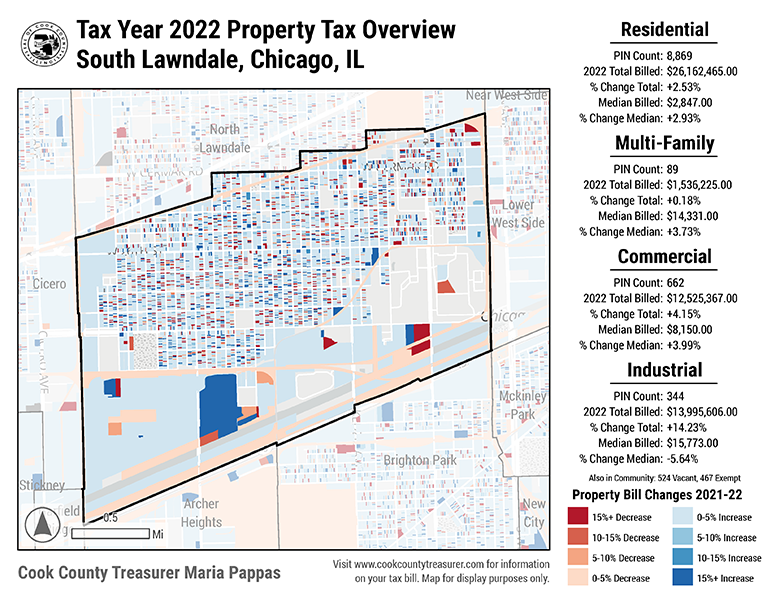 Tax Year 2022 Property Tax Overview
South Lawndale, Chicago, IL
Near West Side
North
Lawndale
Lower
West Side
Cicero
Chicag
CICERO AVE
Mckinley
Park
Brighton Park
Stickney
Archer
Heights
New
City
0.5
Mi
Cook County Treasurer Maria Pappas
Visit www.cookcountytreasurer.com for information
on your tax bill. Map for display purposes only.
Residential
PIN Count: 8,869
2022 Total Billed: $26,162,465.00
% Change Total: +2.53%
Median Billed: $2,847.00
% Change Median: +2.93%
Multi-Family
PIN Count: 89
2022 Total Billed: $1,536,225.00
% Change Total: +0.18%
Median Billed: $14,331.00
% Change Median: +3.73%
Commercial
PIN Count: 662
2022 Total Billed: $12,525,367.00
% Change Total: +4.15%
Median Billed: $8,150.00
% Change Median: +3.99%
Industrial
PIN Count: 344
2022 Total Billed: $13,995,606.00
% Change Total: +14.23%
Median Billed: $15,773.00
% Change Median: -5.64%
Also in Community: 524 Vacant, 467 Exempt
Property Bill Changes 2021-22
15%+ Decrease
10-15% Decrease
5-10% Decrease
0-5% Decrease
0-5% Increase
5-10% Increase
10-15% Increase
15%+ Increase